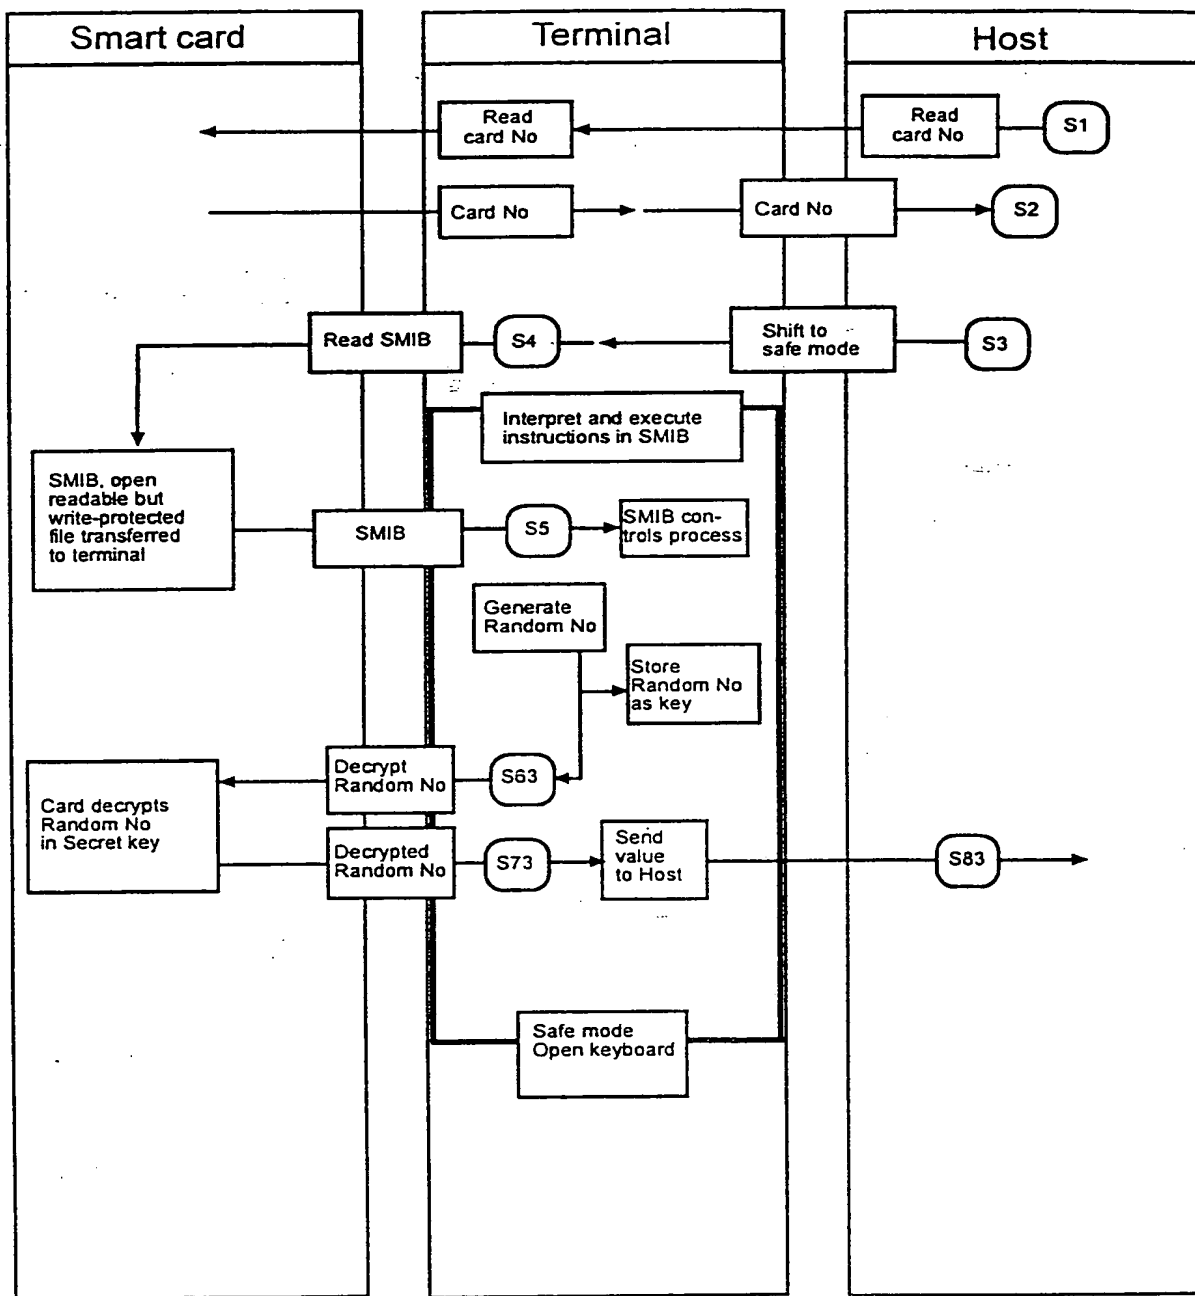 Smart card
Terminal
Host
Read
card No
Read
card No
S1
Card No
Card No
S2
Read SMIB
S4
Shift to
safe mode
S3
Interpret and execute
instructions in SMIB
SMIB, open
readable but
write-protected
file transferred
to terminal
SMIB
S5
SMIB con-
trols process
Generate
Random No
Store
Random No
as key
Decrypt
Random No
S63
Card decrypts
Random No
in Secret key
Decrypted
Random No
S73
Send
value
to Host
S83
Safe mode
Open keyboard